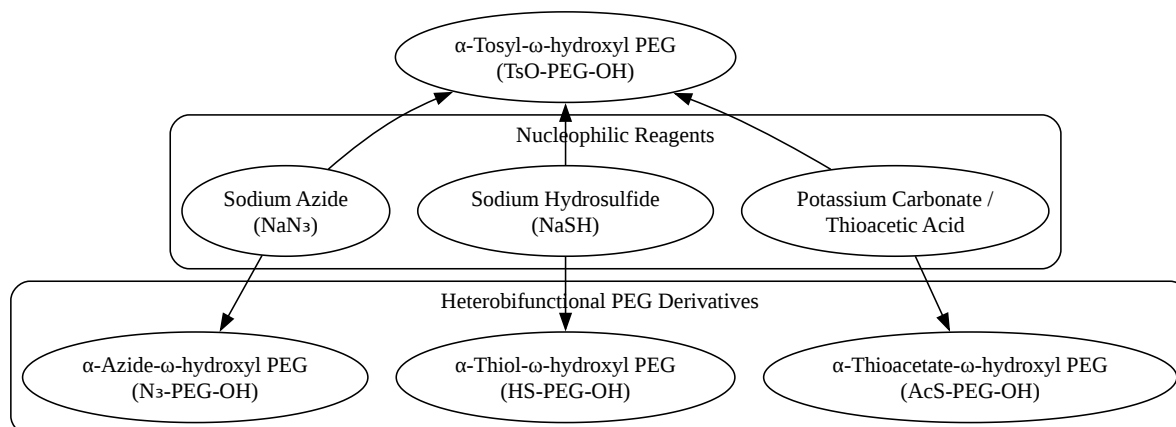 α-Tosyl-ω-hydroxyl PEG
(TsO-PEG-OH)
Nucleophilic Reagents
Sodium Azide
(NaN₃)
Sodium Hydrosulfide
(NaSH)
Potassium Carbonate /
Thioacetic Acid
Heterobifunctional PEG Derivatives
α-Azide-ω-hydroxyl PEG
(N₃-PEG-OH)
α-Thiol-ω-hydroxyl PEG
(HS-PEG-OH)
α-Thioacetate-ω-hydroxyl PEG
(AcS-PEG-OH)